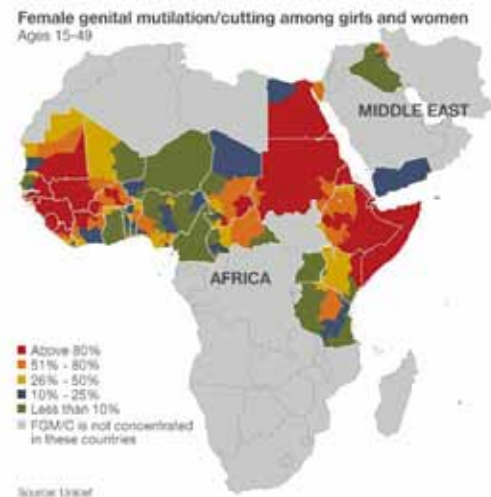 Female genital mutilation/cutting among girls and women
Ages 15-49
MIDDLE EAST
AFRICA
Above 80%
51% - 80%
26% - 50%
10% - 25%
Less than 10%
FGM/C is not concentrated
in these countries
Source: Unicef